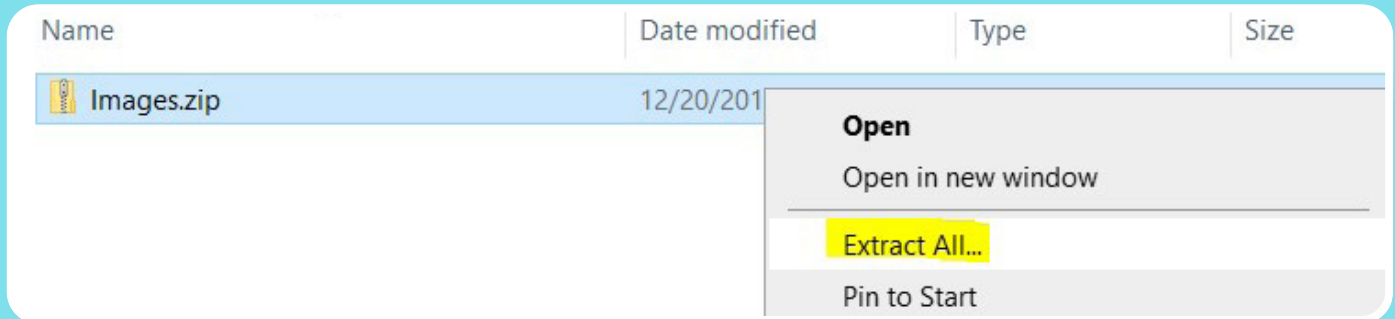 Name Date modified Type Size
Images.zip 12/20/201
Open
Open in new window
Extract All...
Pin to Start